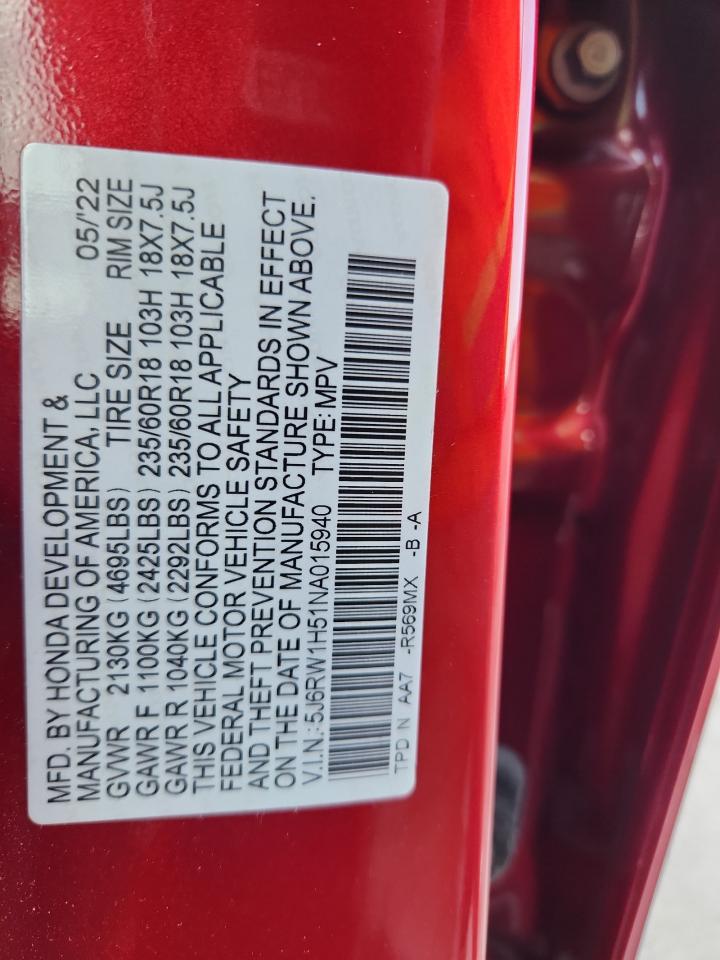 MFD. BY HONDA DEVELOPMENT & 05/'22
MANUFACTURING OF AMERICA, LLC
GVWR 2130KG (4695LBS) TIRE SIZE RIM SIZE
GAWR F 1100KG (2425LBS) 235/60R18 103H 18X7.5J
GAWR R 1040KG (2292LBS) 235/60R18 103H 18X7.5J
THIS VEHICLE CONFORMS TO ALL APPLICABLE
FEDERAL MOTOR VEHICLE SAFETY
AND THEFT PREVENTION STANDARDS IN EFFECT
ON THE DATE OF MANUFACTURE SHOWN ABOVE.
V.I.N.: 5J6RW1H51NA015940 TYPE: MPV
TPD N AA7 -R569MX -B -A